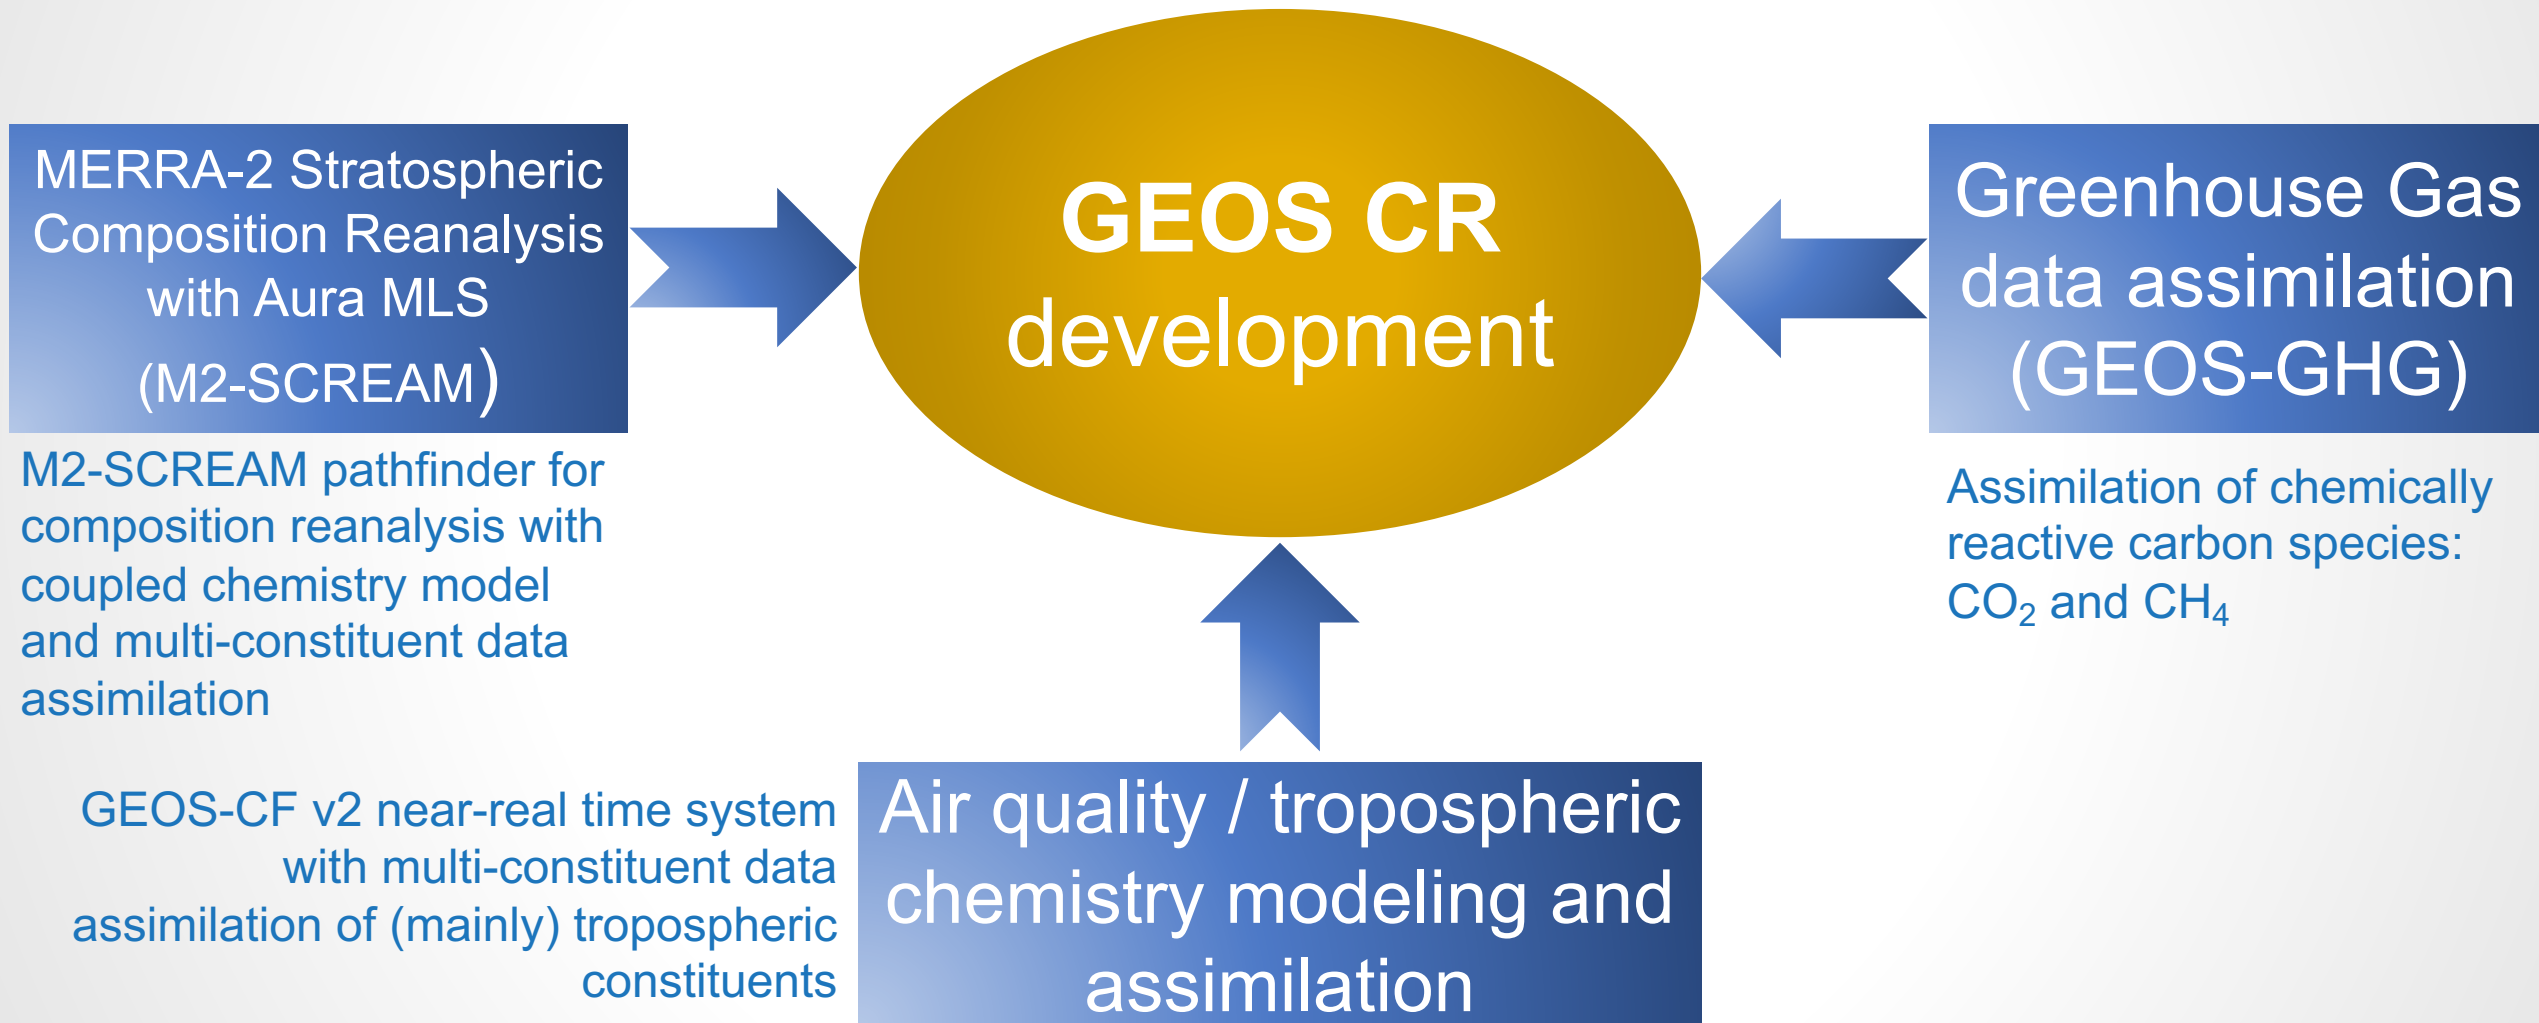 MERRA-2 Stratospheric
Composition Reanalysis
with Aura MLS
(M2-SCREAM)
M2-SCREAM pathfinder for
composition reanalysis with
coupled chemistry model
and multi-constituent data
assimilation
GEOS CR
development
Greenhouse Gas
data assimilation
(GEOS-GHG)
Assimilation of chemically
reactive carbon species:
CO₂ and CH₄
GEOS-CF v2 near-real time system
with multi-constituent data
assimilation of (mainly) tropospheric
constituents
Air quality / tropospheric
chemistry modeling and
assimilation